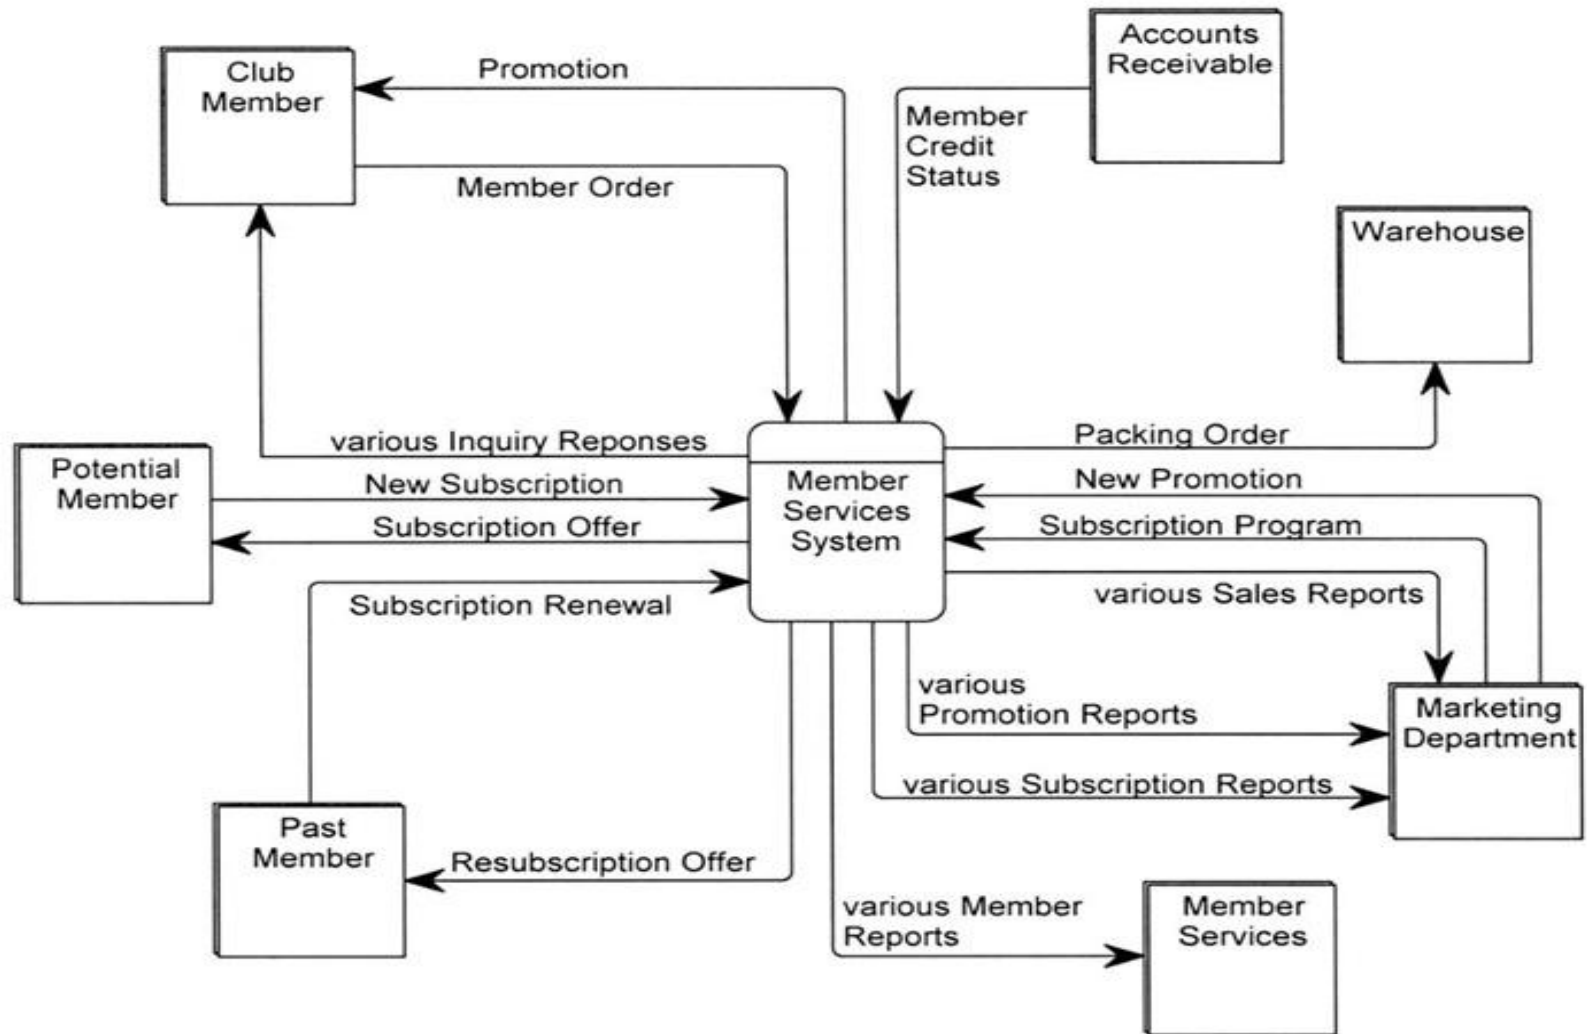 Accounts
Receivable
Club
Member
Promotion
Member
Credit
Status
Member Order
Warehouse
various Inquiry Reponses
Packing Order
Potential
Member
New Subscription
Member
Services
System
New Promotion
Subscription Offer
Subscription Program
Subscription Renewal
various Sales Reports
various
Promotion Reports
Marketing
Department
various Subscription Reports
Past
Member
Resubscription Offer
various Member
Reports
Member
Services